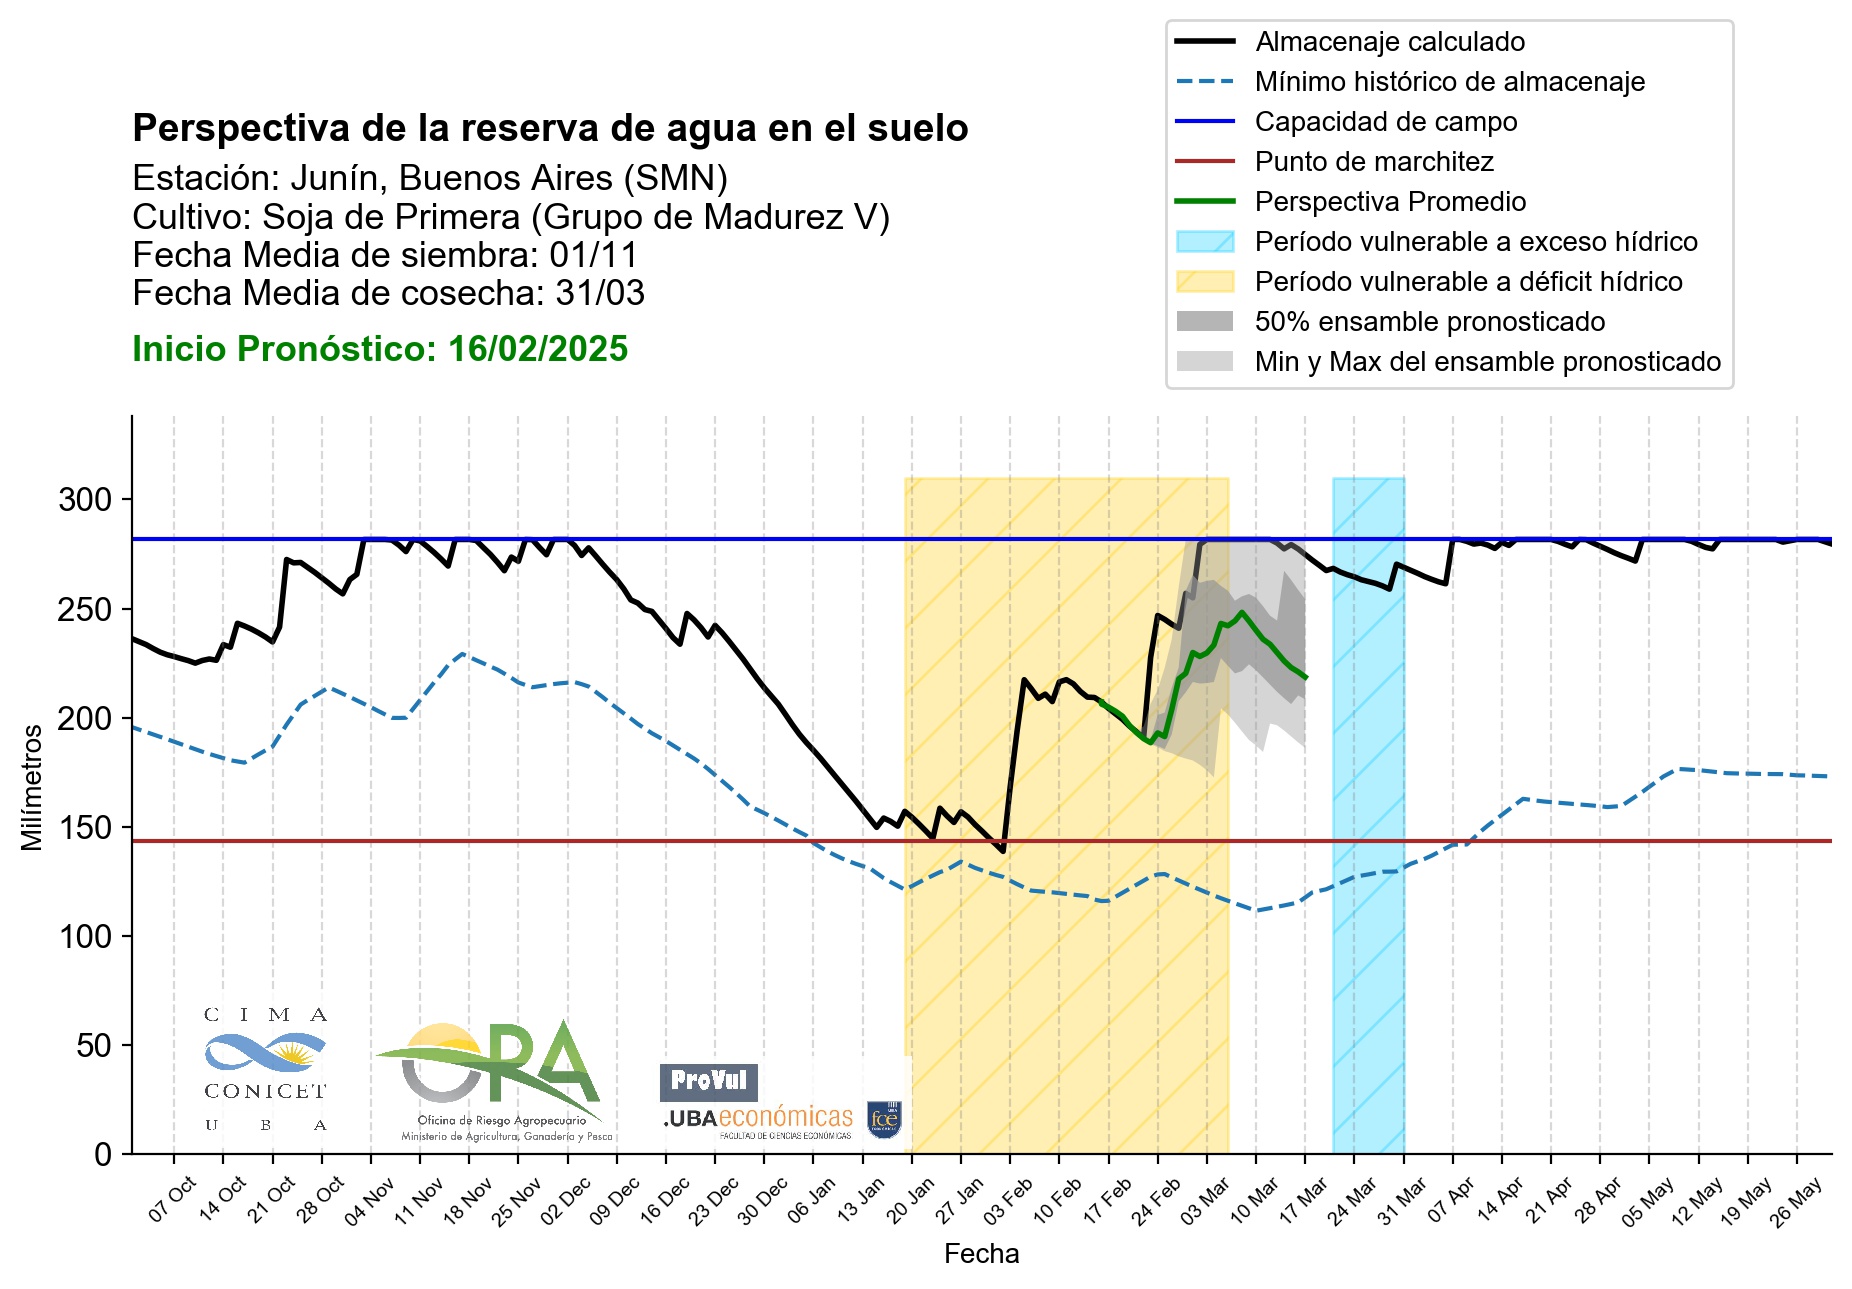 Almacenaje calculado
Mínimo histórico de almacenaje
Capacidad de campo
Punto de marchitez
Perspectiva Promedio
Período vulnerable a exceso hídrico
Período vulnerable a déficit hídrico
50% ensamble pronosticado
Min y Max del ensamble pronosticado
Perspectiva de la reserva de agua en el suelo
Estación: Junín, Buenos Aires (SMN)
Cultivo: Soja de Primera (Grupo de Madurez V)
Fecha Media de siembra: 01/11
Fecha Media de cosecha: 31/03
Inicio Pronóstico: 16/02/2025
Milímetros
300
250
200
150
100
50
0
CIMA
CONICET
UBA
ORA
Oficina de Riesgo Agropecuario
Ministerio de Agricultura, Ganadería y Pesca
ProVul
.UBAeconómicas
FACULTAD DE CIENCIAS ECONÓMICAS
UBA
fce
ECONÓMICAS
07 Oct
14 Oct
21 Oct
28 Oct
04 Nov
11 Nov
18 Nov
25 Nov
02 Dec
09 Dec
16 Dec
23 Dec
30 Dec
06 Jan
13 Jan
20 Jan
27 Jan
03 Feb
10 Feb
17 Feb
24 Feb
03 Mar
10 Mar
17 Mar
24 Mar
31 Mar
07 Apr
14 Apr
21 Apr
28 Apr
05 May
12 May
19 May
26 May
Fecha